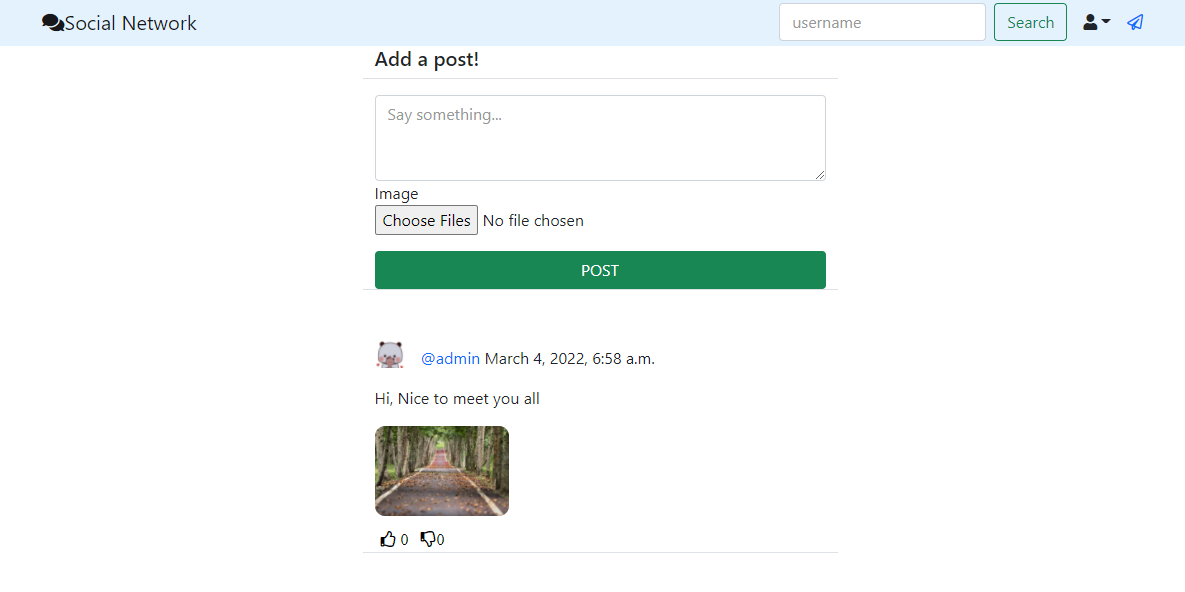 Social Network
username
Search
Add a post!
Say something...
Image
Choose Files No file chosen
POST
@admin March 4, 2022, 6:58 a.m.
Hi, Nice to meet you all
0 0